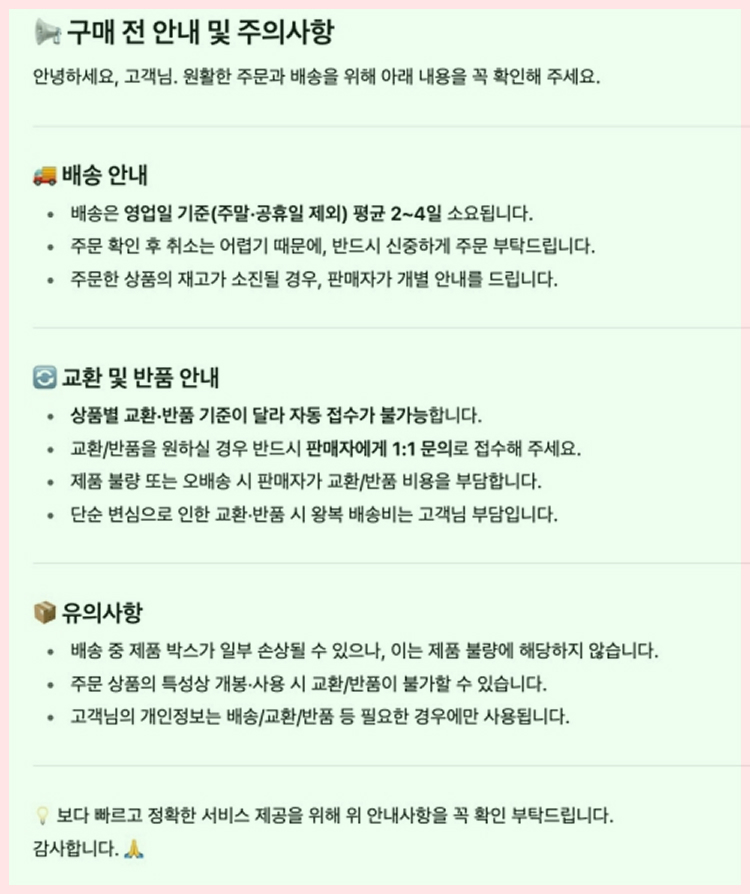 📢 구매 전 안내 및 주의사항
안녕하세요, 고객님. 원활한 주문과 배송을 위해 아래 내용을 꼭 확인해 주세요.
🚚 배송 안내
• 배송은 영업일 기준(주말·공휴일 제외) 평균 2~4일 소요됩니다.
• 주문 확인 후 취소는 어렵기 때문에, 반드시 신중하게 주문 부탁드립니다.
• 주문한 상품의 재고가 소진될 경우, 판매자가 개별 안내를 드립니다.
🔄 교환 및 반품 안내
• 상품별 교환·반품 기준이 달라 자동 접수가 불가능합니다.
• 교환/반품을 원하실 경우 반드시 판매자에게 1:1 문의로 접수해 주세요.
• 제품 불량 또는 오배송 시 판매자가 교환/반품 비용을 부담합니다.
• 단순 변심으로 인한 교환·반품 시 왕복 배송비는 고객님 부담입니다.
📦 유의사항
• 배송 중 제품 박스가 일부 손상될 수 있으나, 이는 제품 불량에 해당하지 않습니다.
• 주문 상품의 특성상 개봉·사용 시 교환/반품이 불가할 수 있습니다.
• 고객님의 개인정보는 배송/교환/반품 등 필요한 경우에만 사용됩니다.
💡 보다 빠르고 정확한 서비스 제공을 위해 위 안내사항을 꼭 확인 부탁드립니다.
감사합니다. 🙏